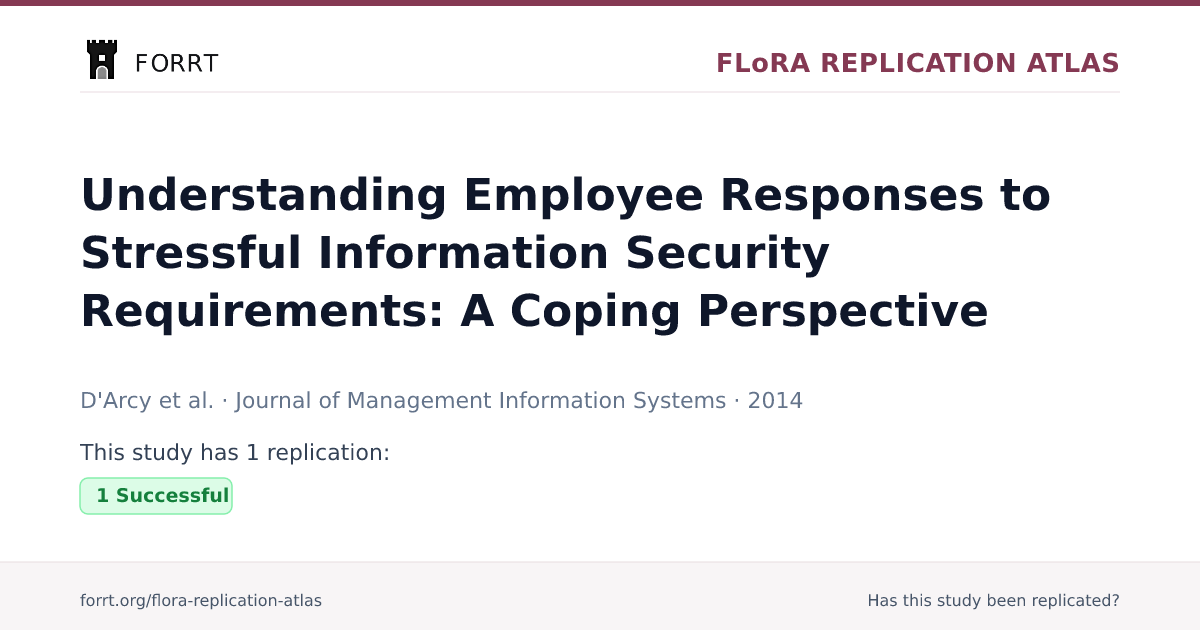 FORRT
FLoRA REPLICATION ATLAS
Understanding Employee Responses to
Stressful Information Security
Requirements: A Coping Perspective
D'Arcy et al. · Journal of Management Information Systems · 2014
This study has 1 replication:
1 Successful
forrt.org/flora-replication-atlas
Has this study been replicated?